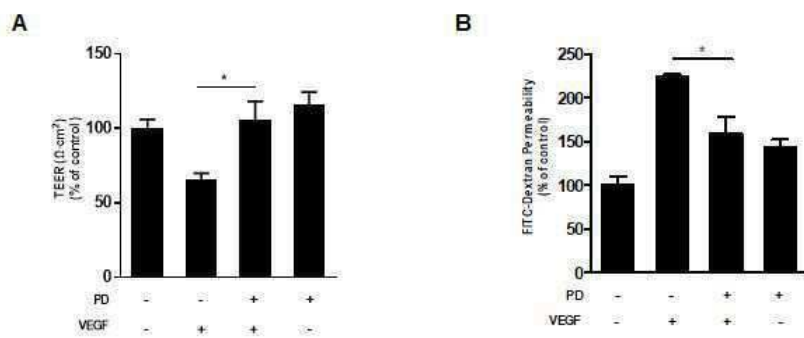 A
TEER (Ω·cm²)
(% of control)
150
100
50
0
*
PD - - + +
VEGF - + + -
B
FITC-Dextran Permeability
(% of control)
250
200
150
100
50
0
*
PD - - + +
VEGF - + + -